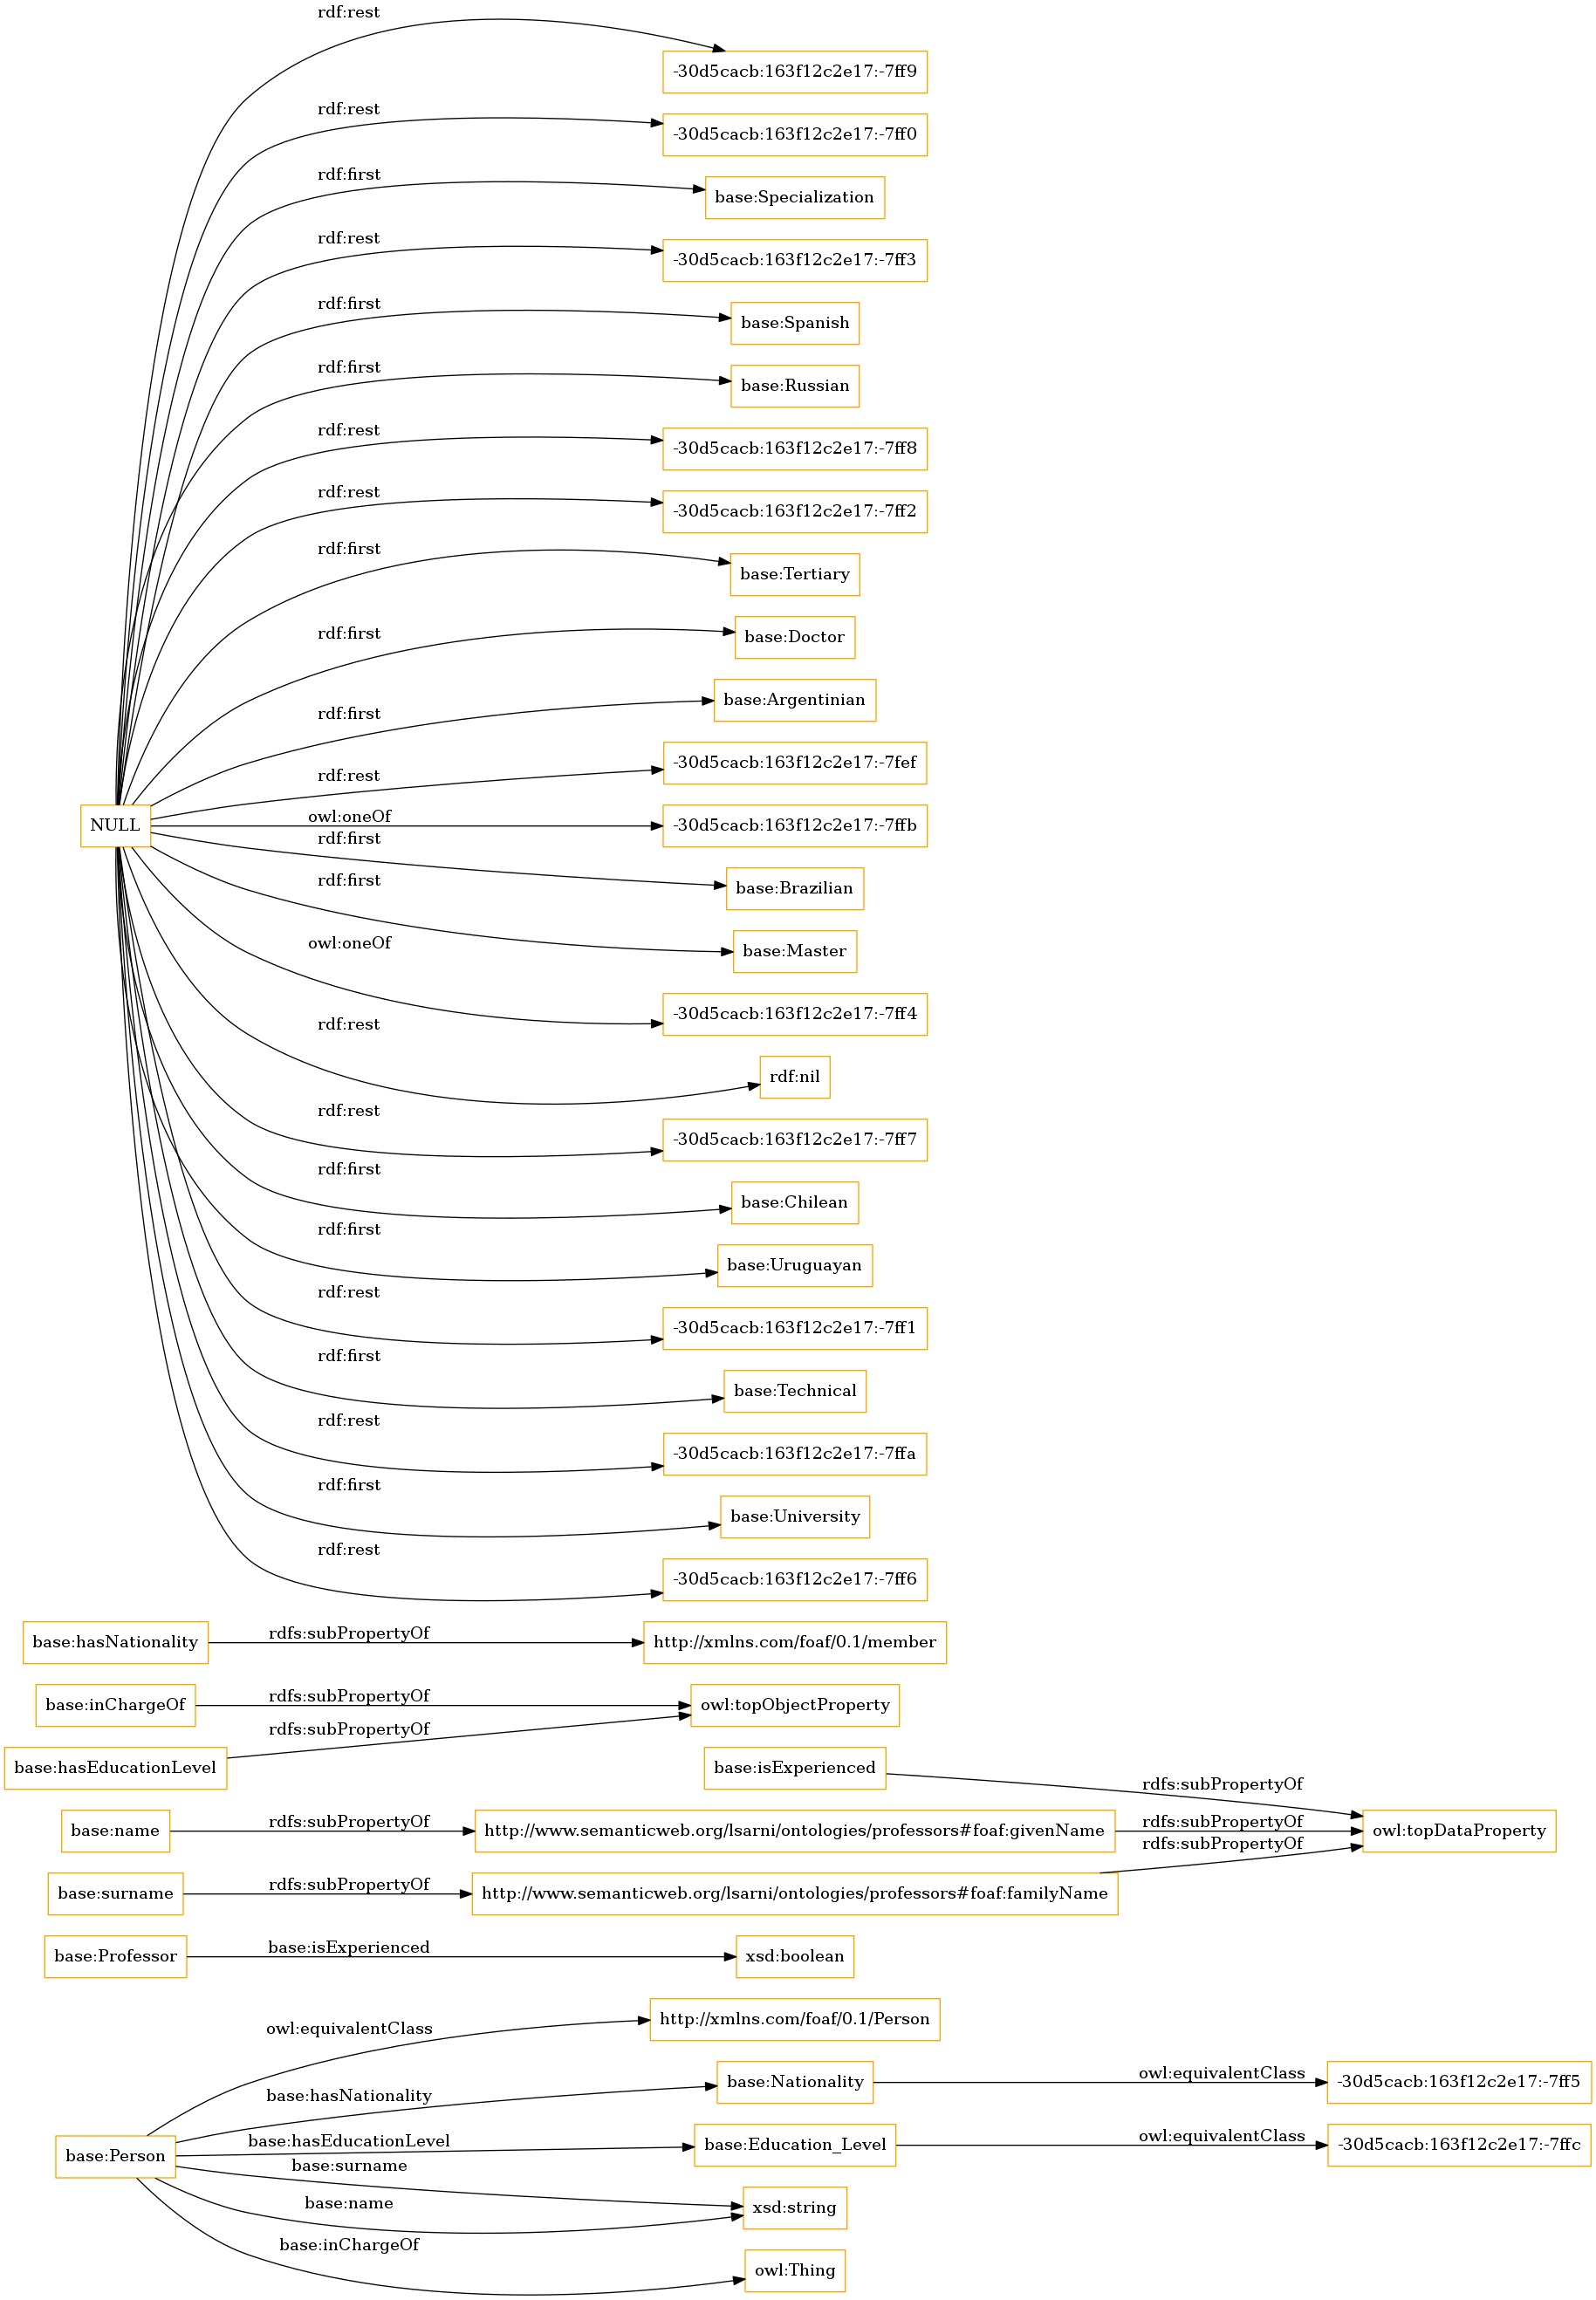 rdf:rest
-30d5cacb:163f12c2e17:-7ff9
rdf:rest
-30d5cacb:163f12c2e17:-7ff0
rdf:first
base:Specialization
rdf:rest
-30d5cacb:163f12c2e17:-7ff3
rdf:first
base:Spanish
rdf:first
base:Russian
rdf:rest
-30d5cacb:163f12c2e17:-7ff8
rdf:rest
-30d5cacb:163f12c2e17:-7ff2
rdf:first
base:Tertiary
rdf:first
base:Doctor
rdf:first
base:Argentinian
rdf:rest
-30d5cacb:163f12c2e17:-7fef
NULL
owl:oneOf
-30d5cacb:163f12c2e17:-7ffb
rdf:first
base:Brazilian
rdf:first
base:Master
owl:oneOf
-30d5cacb:163f12c2e17:-7ff4
rdf:rest
rdf:nil
rdf:rest
-30d5cacb:163f12c2e17:-7ff7
rdf:first
base:Chilean
rdf:first
base:Uruguayan
rdf:rest
-30d5cacb:163f12c2e17:-7ff1
rdf:first
base:Technical
rdf:rest
-30d5cacb:163f12c2e17:-7ffa
rdf:first
base:University
rdf:rest
-30d5cacb:163f12c2e17:-7ff6
base:hasNationality
rdfs:subPropertyOf
http://xmlns.com/foaf/0.1/member
base:inChargeOf
rdfs:subPropertyOf
owl:topObjectProperty
base:hasEducationLevel
rdfs:subPropertyOf
base:isExperienced
rdfs:subPropertyOf
base:name
rdfs:subPropertyOf
http://www.semanticweb.org/lsarni/ontologies/professors#foaf:givenName
rdfs:subPropertyOf
owl:topDataProperty
base:surname
rdfs:subPropertyOf
http://www.semanticweb.org/lsarni/ontologies/professors#foaf:familyName
rdfs:subPropertyOf
base:Professor
base:isExperienced
xsd:boolean
owl:equivalentClass
http://xmlns.com/foaf/0.1/Person
base:hasNationality
base:Nationality
owl:equivalentClass
-30d5cacb:163f12c2e17:-7ff5
base:Person
base:hasEducationLevel
base:Education_Level
owl:equivalentClass
-30d5cacb:163f12c2e17:-7ffc
base:surname
base:name
xsd:string
base:inChargeOf
owl:Thing